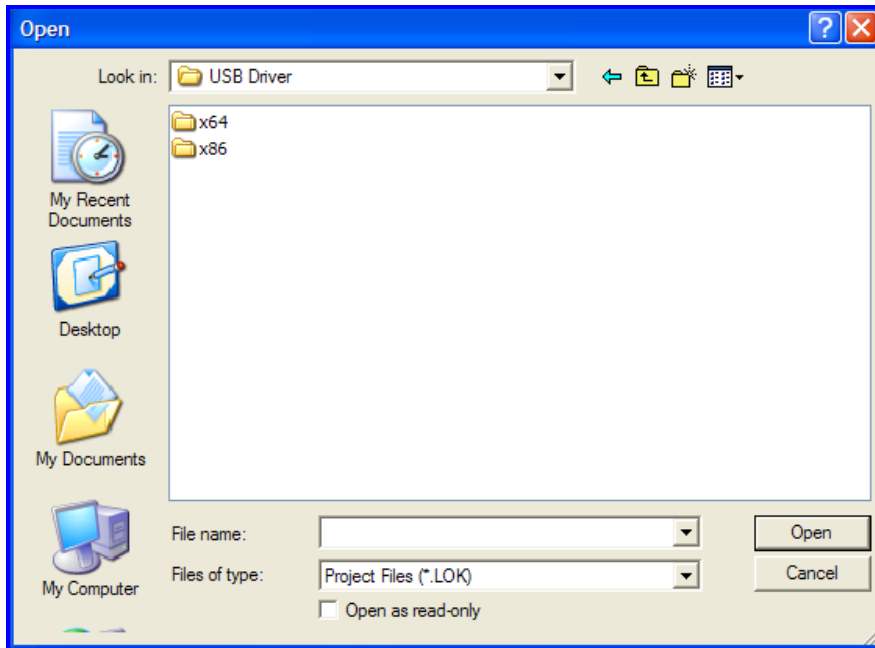 Open
Look in:
USB Driver
x64
x86
My Recent
Documents
Desktop
My Documents
My Computer
File name:
Open
Files of type:
Project Files (*.LOK)
Cancel
Open as read-only